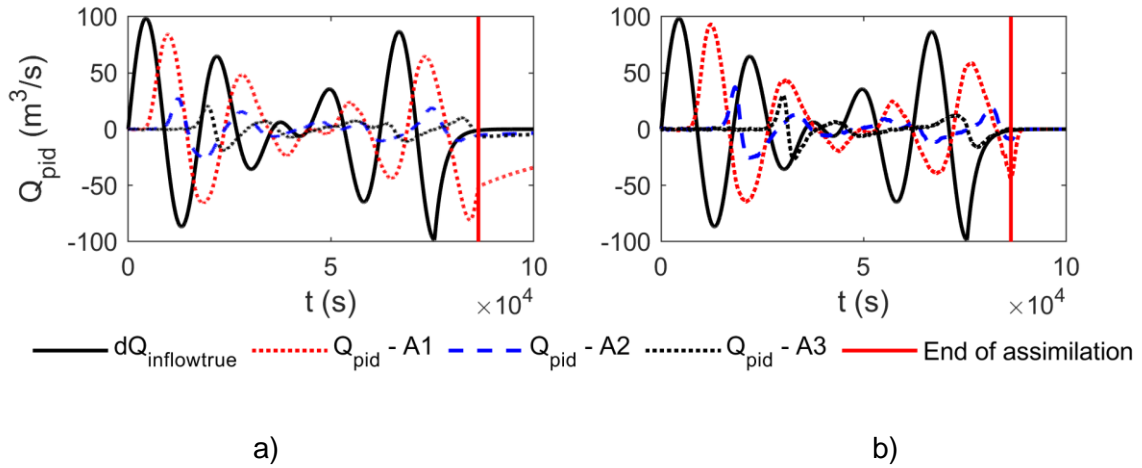 100
50
0
-50
-100
Q_pid (m^3/s)
0 5 10
t (s) ×10^4
100
50
0
-50
-100
0 5 10
t (s) ×10^4
dQ_inflowtrue Q_pid - A1 Q_pid - A2 Q_pid - A3 End of assimilation
a) b)